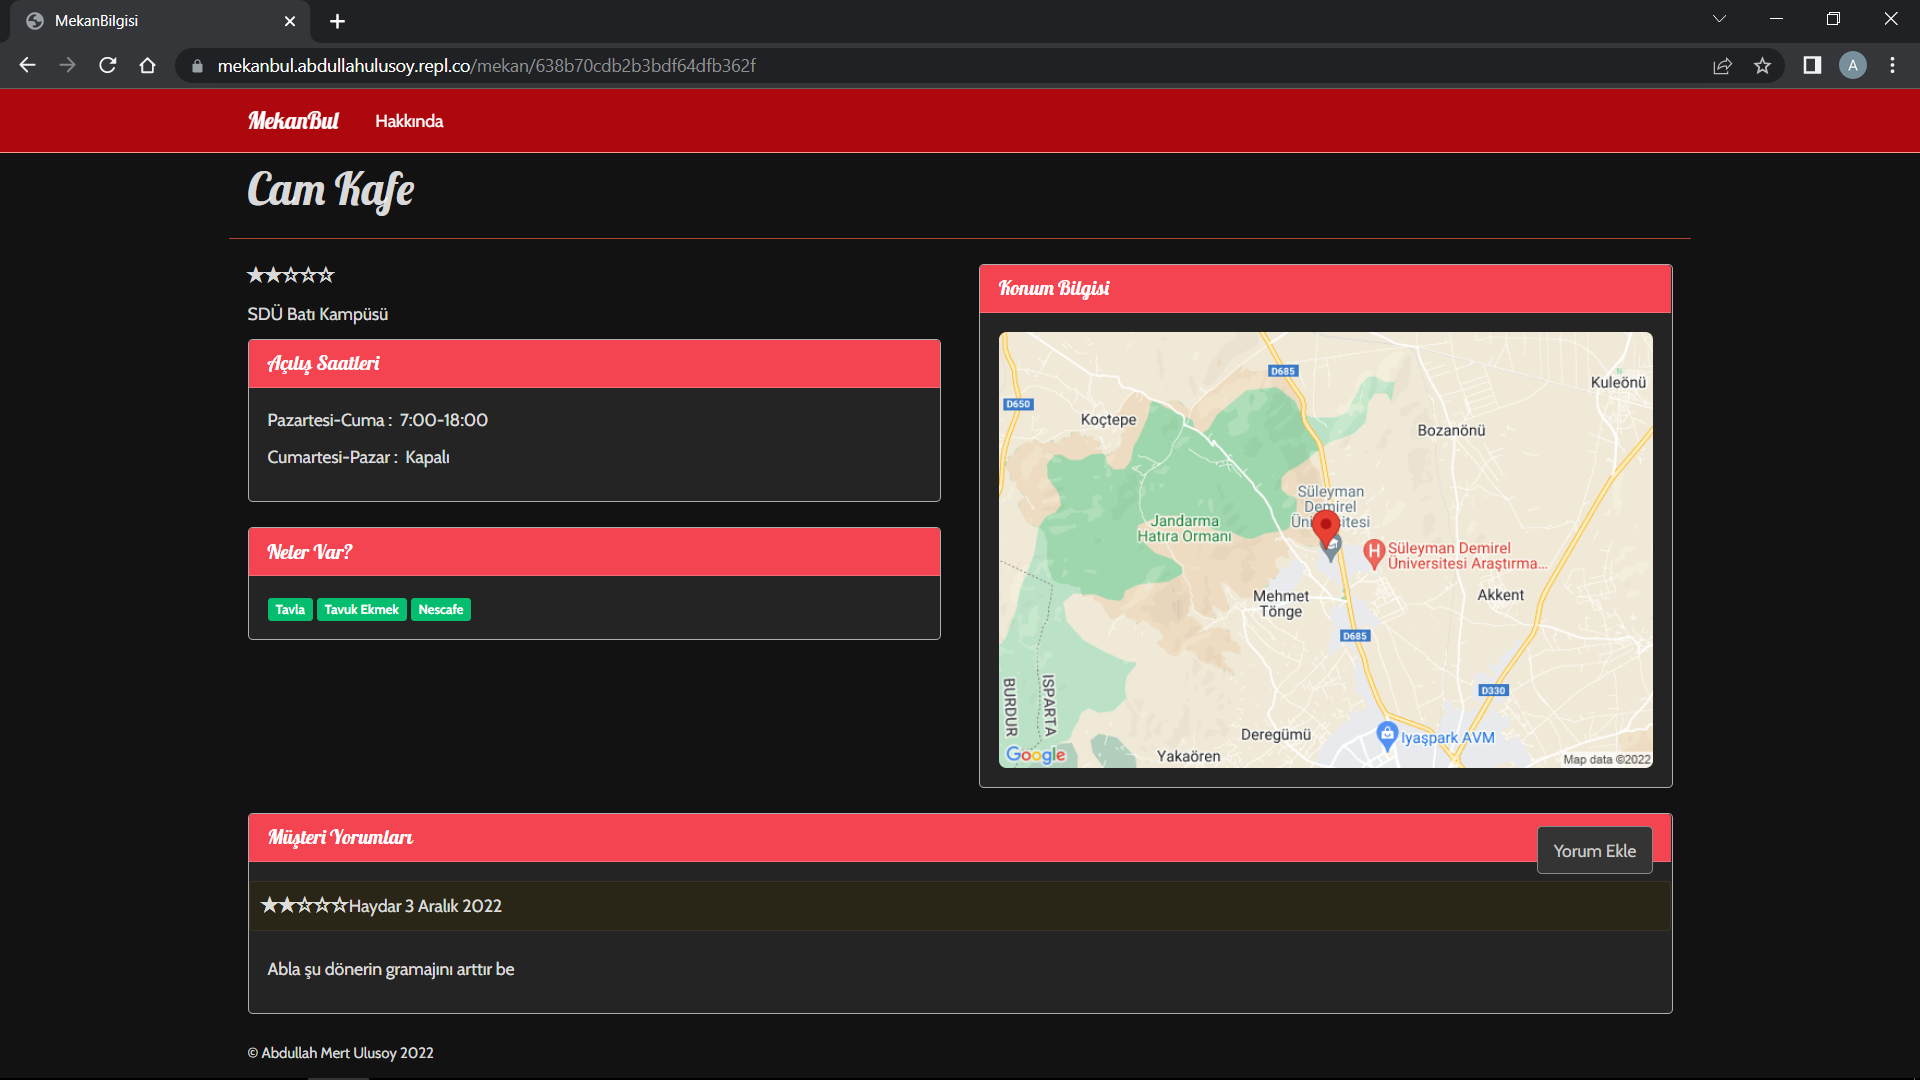 MekanBilgisi
mekanbul.abdullahulusoy.repl.co/mekan/638b70cdb2b3bdf64dfb362f
A
MekanBul Hakkında
Cam Kafe
★★☆☆☆
SDÜ Batı Kampüsü
Açılış Saatleri
Pazartesi-Cuma : 7:00-18:00
Cumartesi-Pazar : Kapalı
Neler Var?
Tavla Tavuk Ekmek Nescafe
Konum Bilgisi
D685
Kuleönü
D650
Koçtepe
Bozanönü
Süleyman
Demirel
Üniversitesi
Jandarma
Hatıra Ormanı
H
Süleyman Demirel
Üniversitesi Araştırma...
Mehmet
Tönge
Akkent
D685
BURDUR
ISPARTA
D330
Deregümü
Iyaşpark AVM
Yakaören
Google
Map data ©2022
Müşteri Yorumları
Yorum Ekle
★★☆☆☆Haydar 3 Aralık 2022
Abla şu dönerin gramajını arttır be
© Abdullah Mert Ulusoy 2022